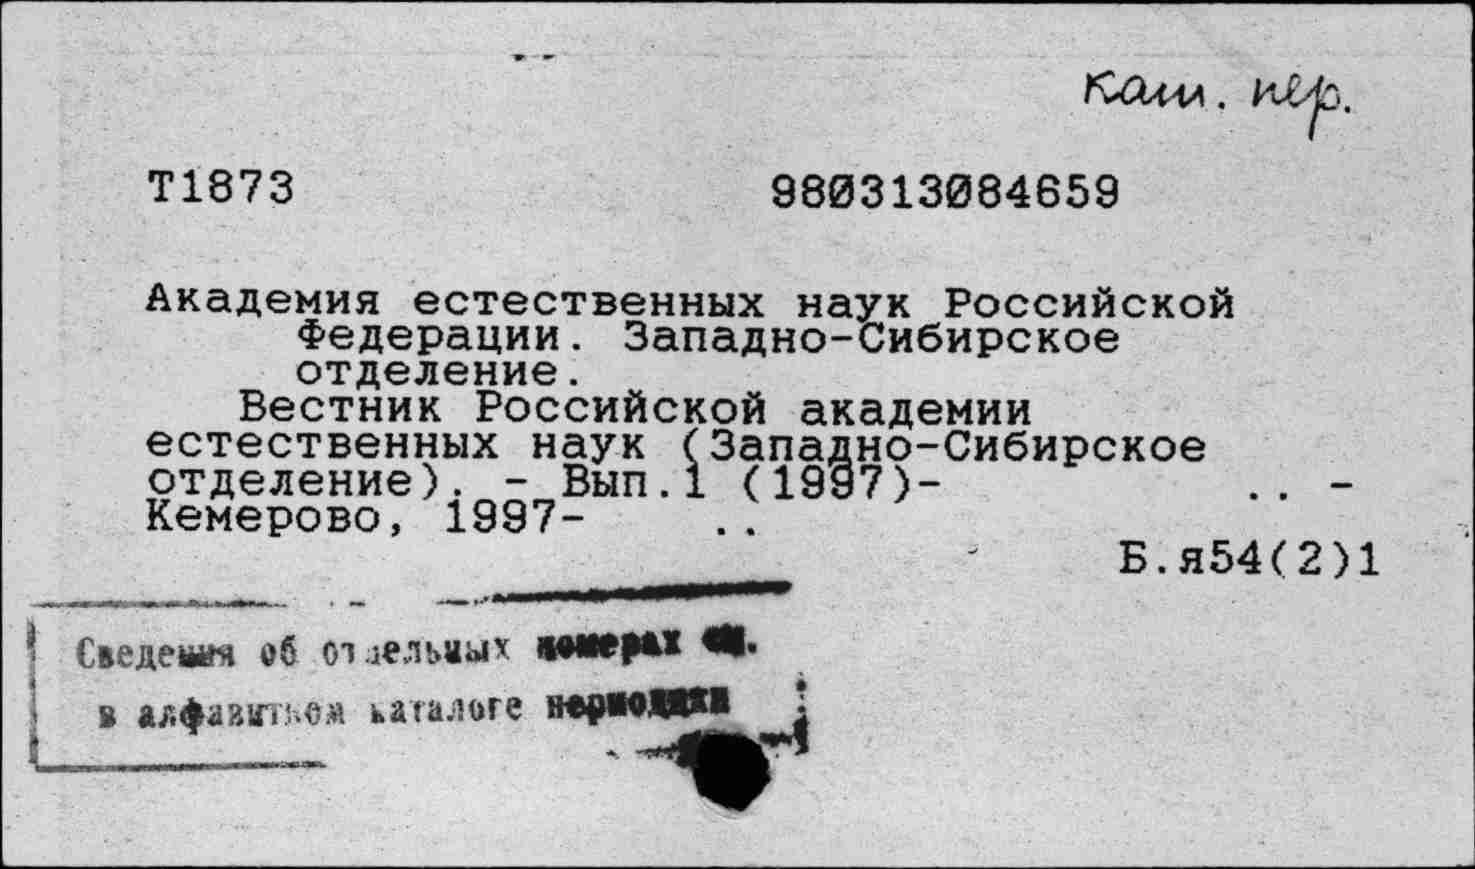 Кат. пер.
Т1873 980313084659
Академия естественных наук Российской
Федерации. Западно-Сибирское
отделение.
Вестник Российской академии
естественных наук (Западно-Сибирское
отделение). - Вып.1 (1997)- .. -
Кемерово, 1997- ..
Б.я54(2)1
Сведения об отдельных номерах см.
в алфавитном каталоге периодики